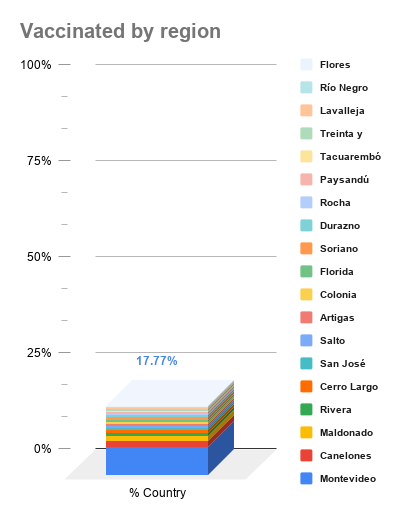 Vaccinated by region
100%
75%
50%
25%
0%
17.77%
% Country
Flores
Río Negro
Lavalleja
Treinta y
Tacuarembó
Paysandú
Rocha
Durazno
Soriano
Florida
Colonia
Artigas
Salto
San José
Cerro Largo
Rivera
Maldonado
Canelones
Montevideo